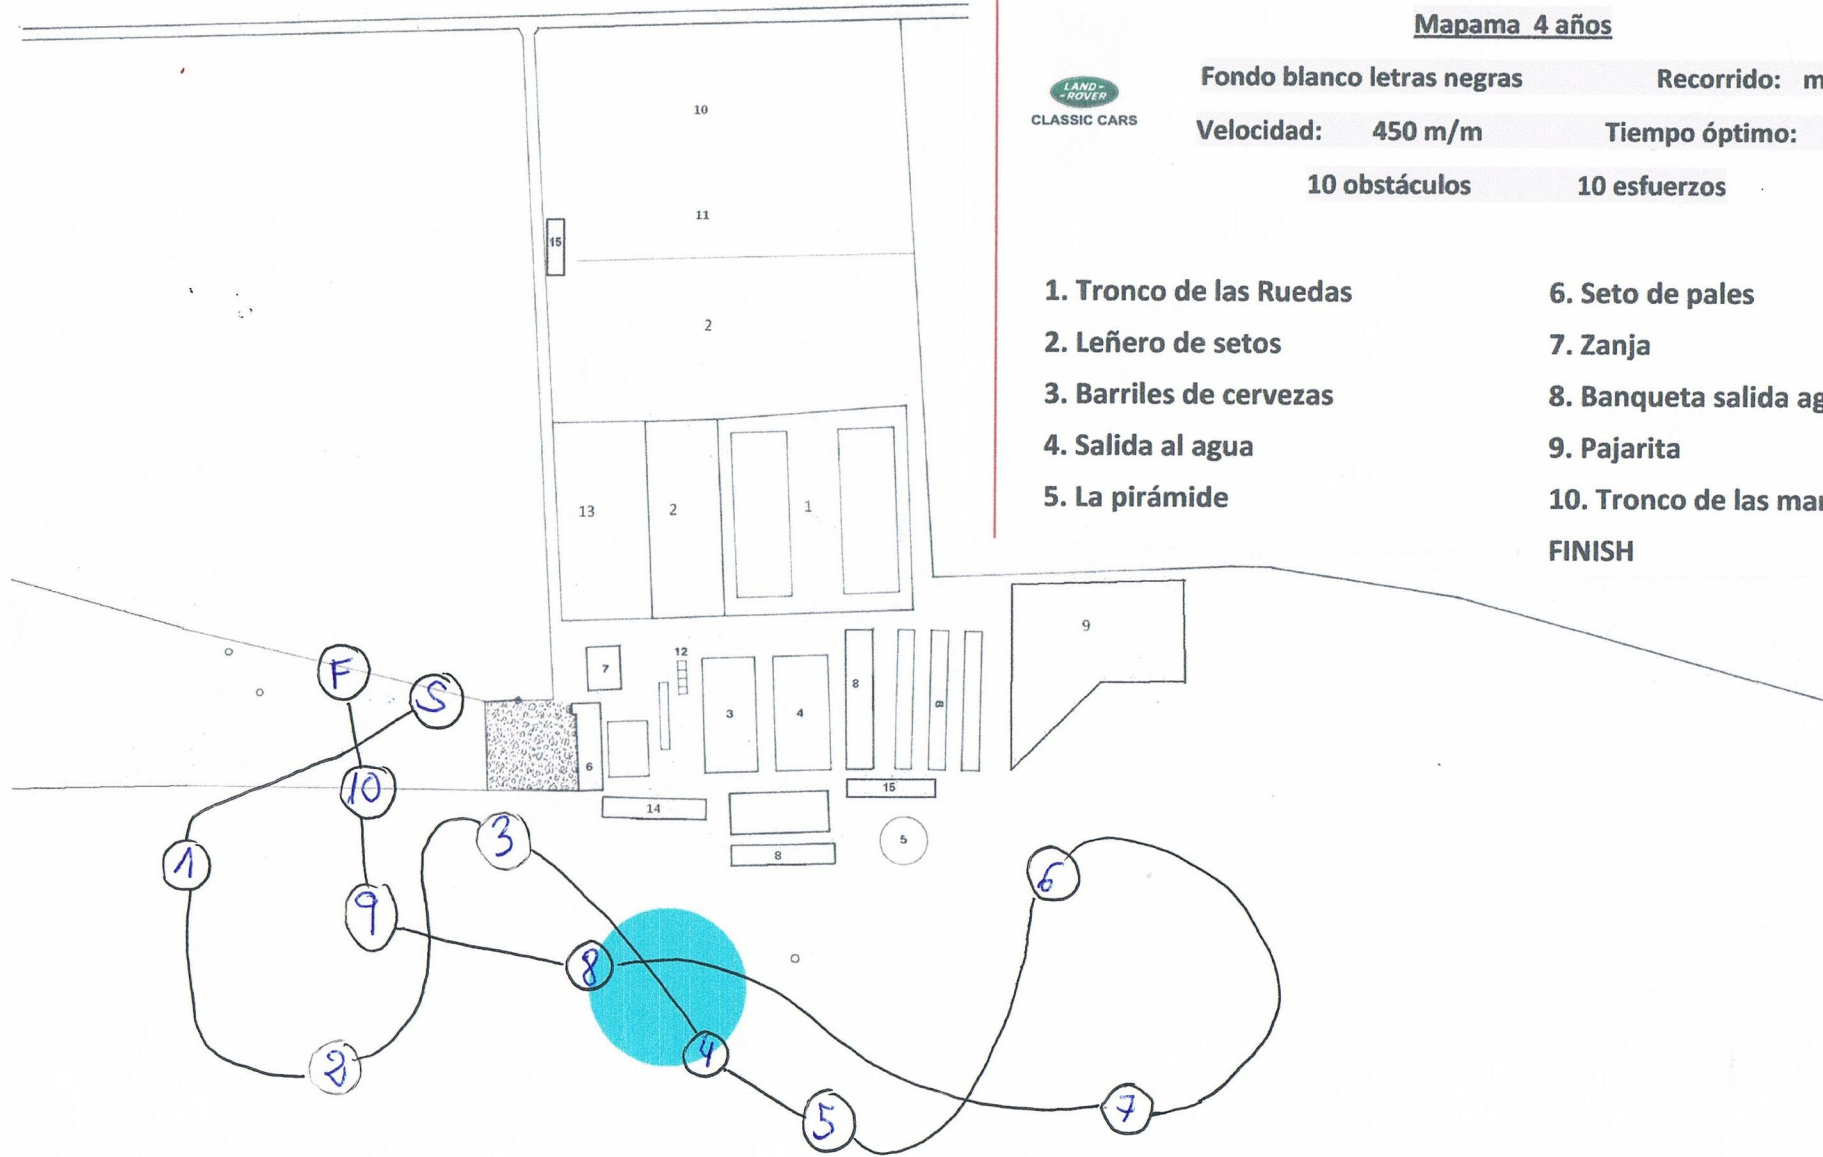 Mapama 4 años
LAND-
-ROVER
CLASSIC CARS
Fondo blanco letras negras Recorrido: m
Velocidad: 450 m/m Tiempo óptimo:
10 obstáculos 10 esfuerzos
1. Tronco de las Ruedas
2. Leñero de setos
3. Barriles de cervezas
4. Salida al agua
5. La pirámide
6. Seto de pales
7. Zanja
8. Banqueta salida ag
9. Pajarita
10. Tronco de las mar
FINISH
10
11
15
2
13
2
1
9
7
12
3
4
8
8
6
14
15
8
5
F
S
10
1
3
9
6
8
2
4
5
7